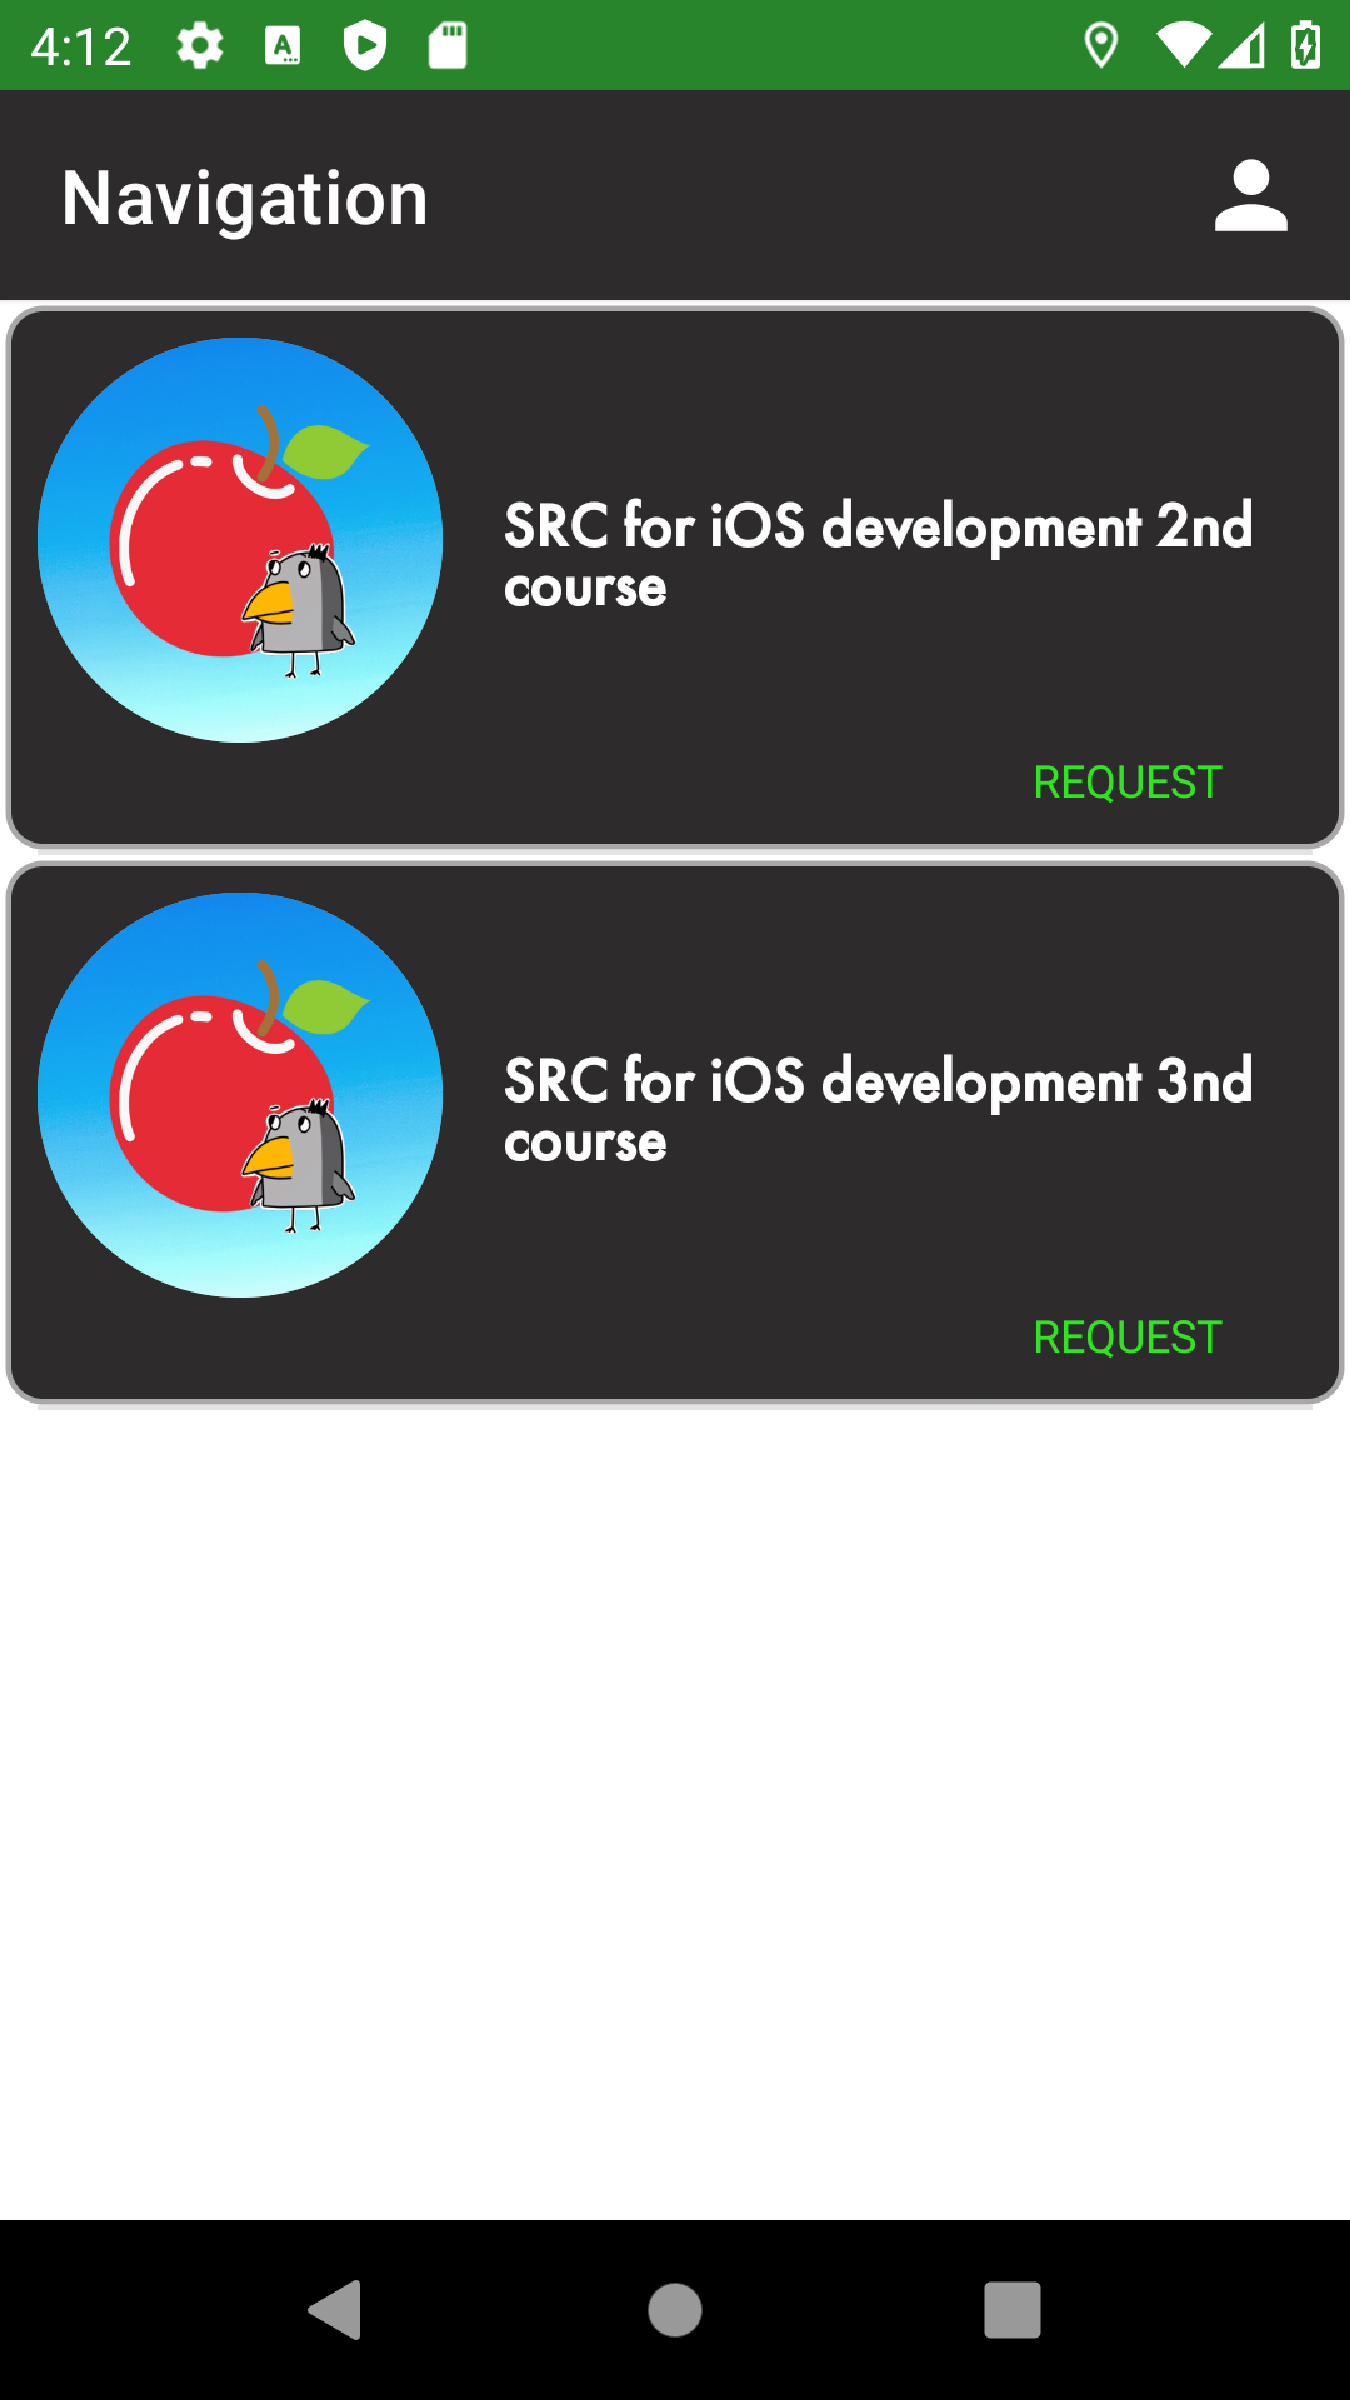 4:12
Navigation
SRC for iOS development 2nd
course
REQUEST
SRC for iOS development 3nd
course
REQUEST